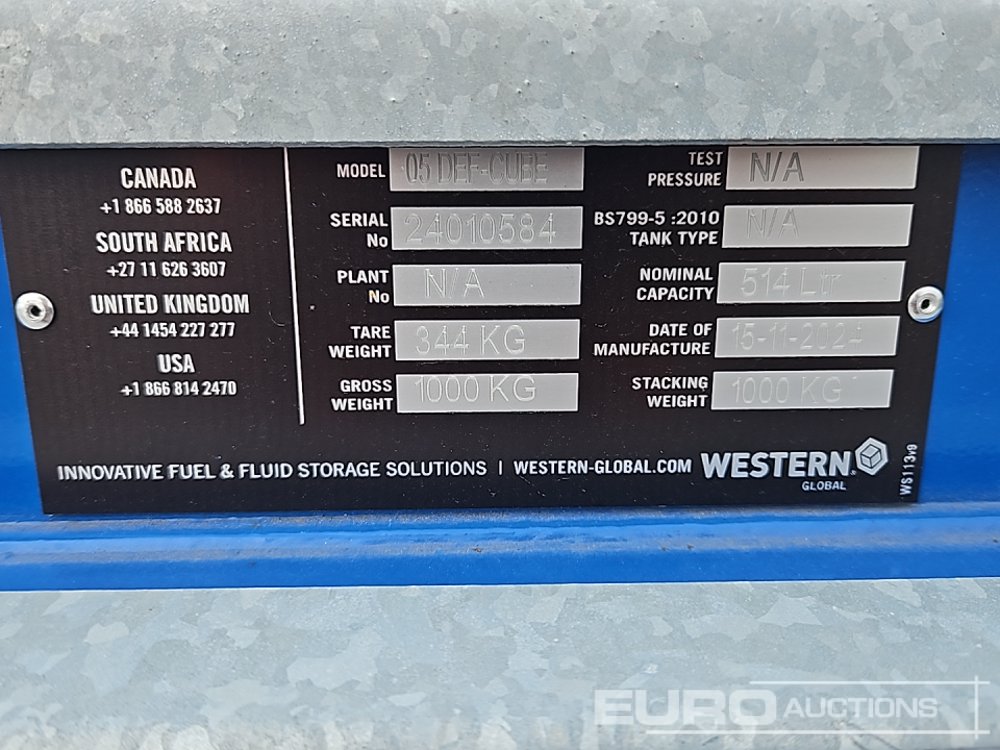 CANADA
+1 866 588 2637
SOUTH AFRICA
+27 11 626 3607
UNITED KINGDOM
+44 1454 227 277
USA
+1 866 814 2470
MODEL 05 DEF-CUBE
SERIAL No 24010584
PLANT No N/A
TARE WEIGHT 344 KG
GROSS WEIGHT 1000 KG
TEST PRESSURE N/A
BS799-5 :2010 TANK TYPE N/A
NOMINAL CAPACITY 514 Ltr
DATE OF MANUFACTURE 15-11-2024
STACKING WEIGHT 1000 KG
INNOVATIVE FUEL & FLUID STORAGE SOLUTIONS | WESTERN-GLOBAL.COM
WESTERN®
GLOBAL
WS113v9
EURO AUCTIONS